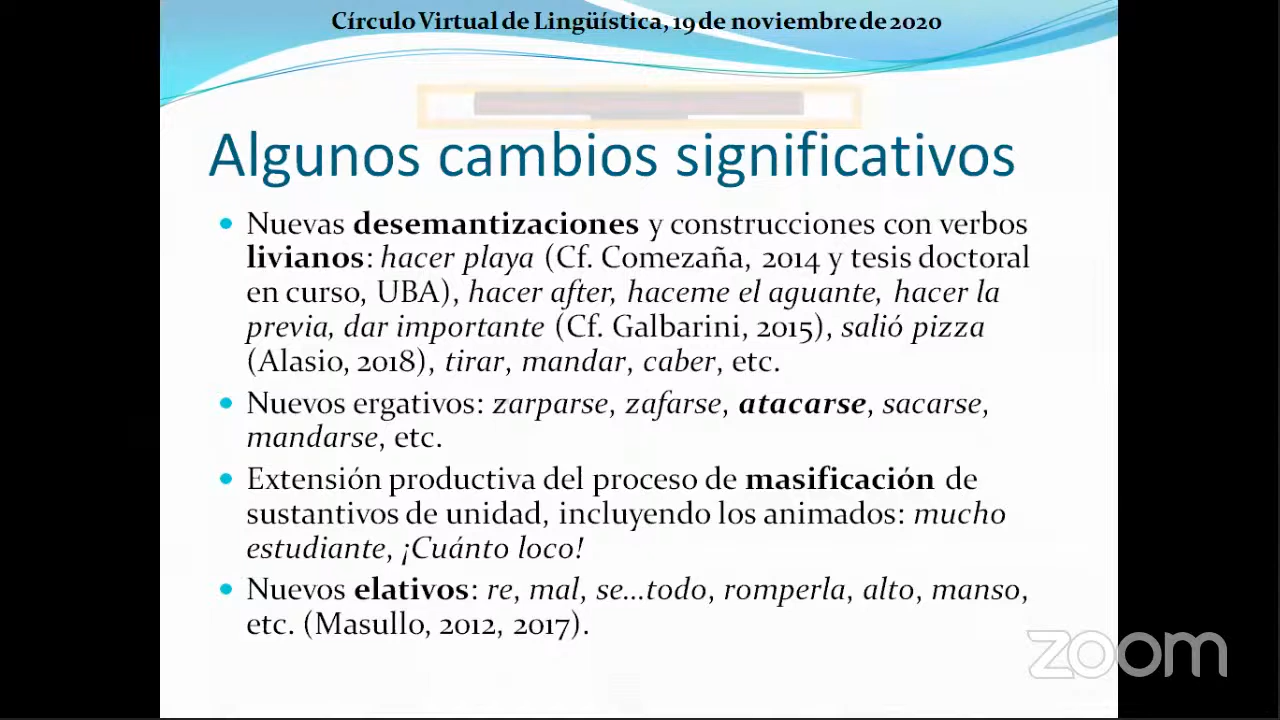 Círculo Virtual de Lingüística, 19 de noviembre de 2020
Algunos cambios significativos
• Nuevas desemantizaciones y construcciones con verbos
livianos: hacer playa (Cf. Comezaña, 2014 y tesis doctoral
en curso, UBA), hacer after, haceme el aguante, hacer la
previa, dar importante (Cf. Galbarini, 2015), salió pizza
(Alasio, 2018), tirar, mandar, caber, etc.
• Nuevos ergativos: zarparse, zafarse, atacarse, sacarse,
mandarse, etc.
• Extensión productiva del proceso de masificación de
sustantivos de unidad, incluyendo los animados: mucho
estudiante, ¡Cuánto loco!
• Nuevos elativos: re, mal, se...todo, romperla, alto, manso,
etc. (Masullo, 2012, 2017).
zoom